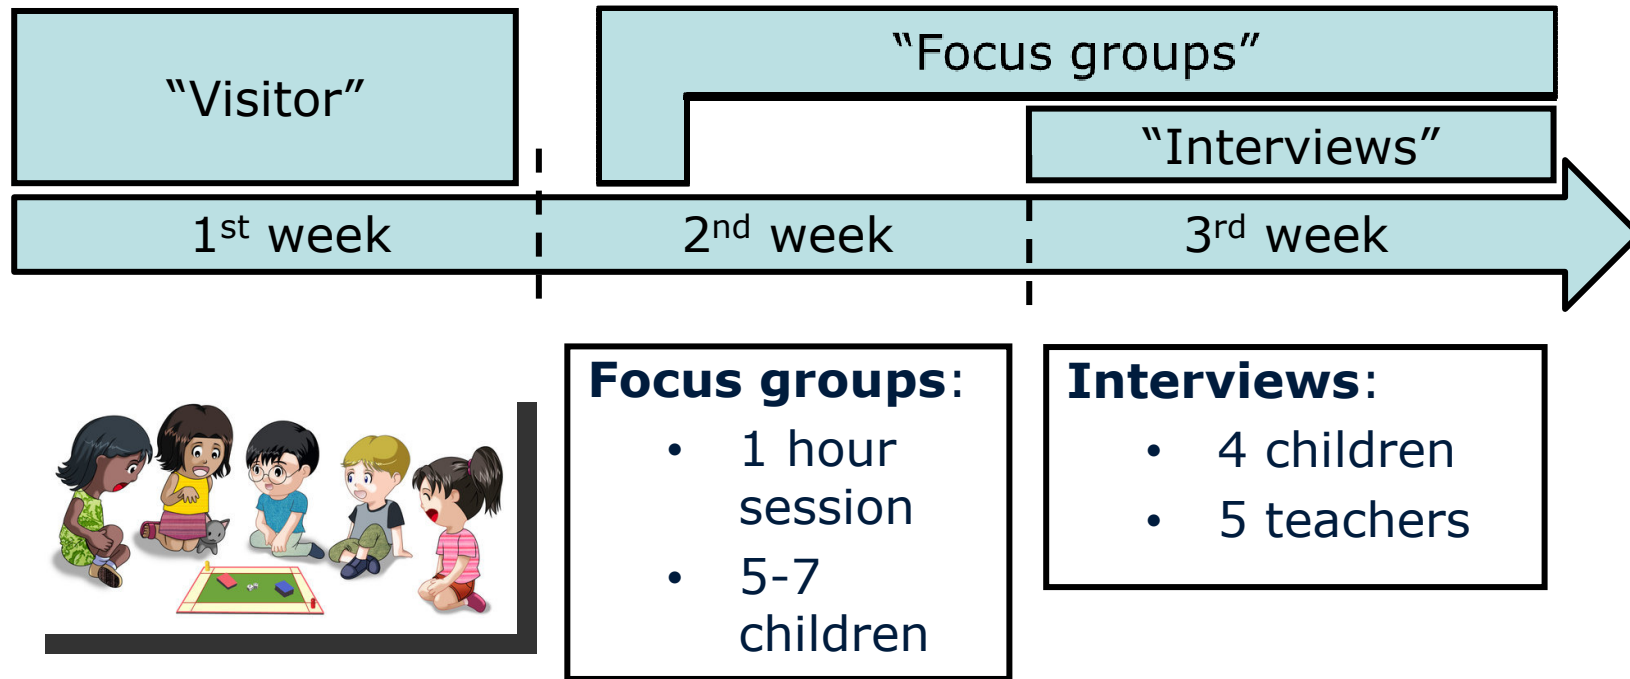 “Visitor”
“Focus groups”
“Interviews”
1st week
2nd week
3rd week
Focus groups:
• 1 hour
session
• 5-7
children
Interviews:
• 4 children
• 5 teachers